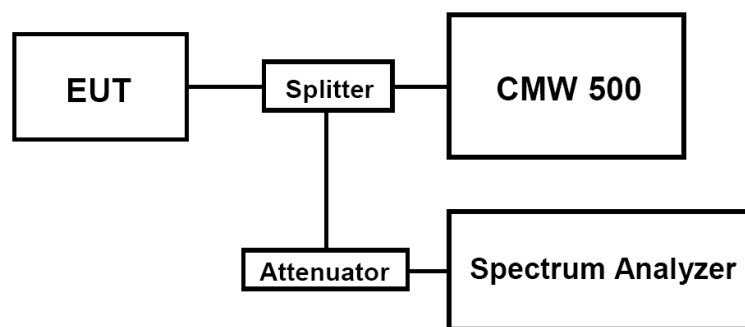 EUT
Splitter
CMW 500
Attenuator
Spectrum Analyzer